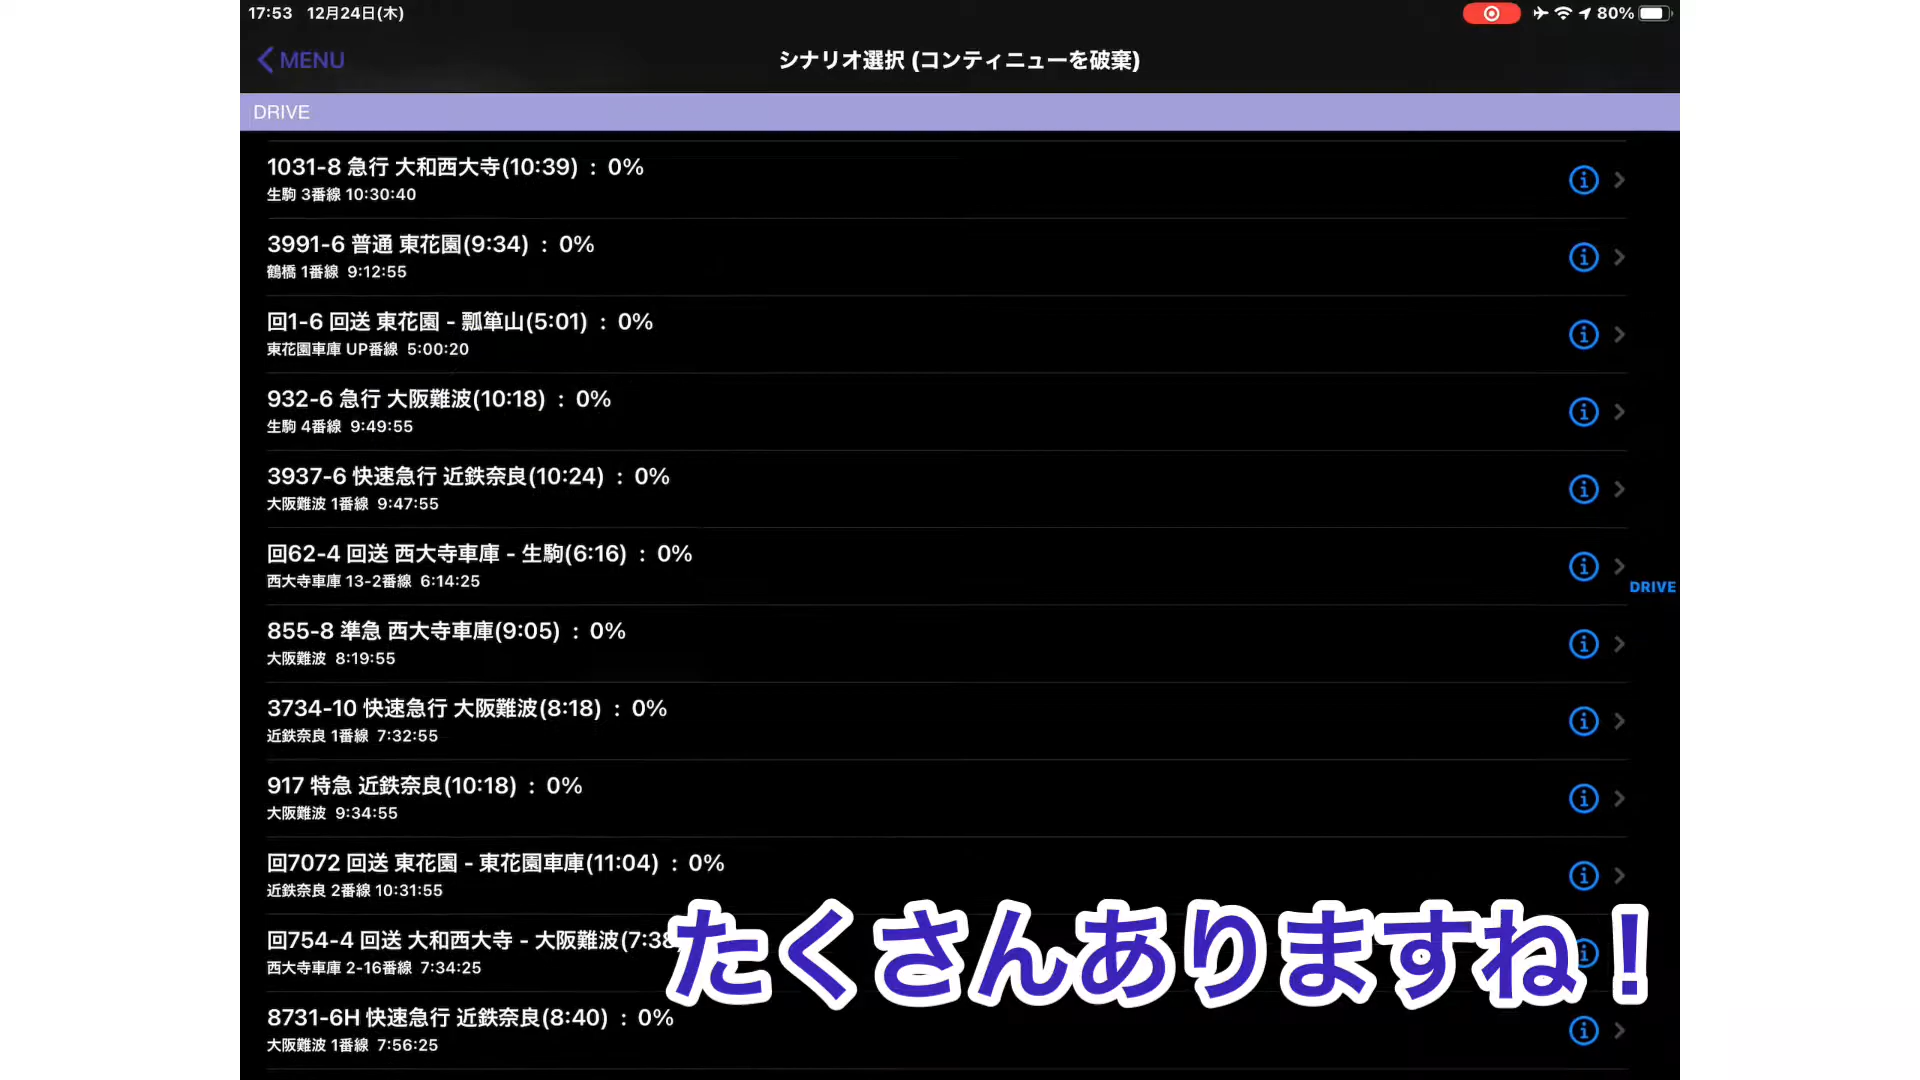 17:53 12月24日(木)
80%
MENU
シナリオ選択 (コンティニューを破棄)
DRIVE
1031-8 急行 大和西大寺(10:39) : 0%
生駒 3番線 10:30:40
3991-6 普通 東花園(9:34) : 0%
鶴橋 1番線 9:12:55
回1-6 回送 東花園 - 瓢箪山(5:01) : 0%
東花園車庫 UP番線 5:00:20
932-6 急行 大阪難波(10:18) : 0%
生駒 4番線 9:49:55
3937-6 快速急行 近鉄奈良(10:24) : 0%
大阪難波 1番線 9:47:55
回62-4 回送 西大寺車庫 - 生駒(6:16) : 0%
西大寺車庫 13-2番線 6:14:25
DRIVE
855-8 準急 西大寺車庫(9:05) : 0%
大阪難波 8:19:55
3734-10 快速急行 大阪難波(8:18) : 0%
近鉄奈良 1番線 7:32:55
917 特急 近鉄奈良(10:18) : 0%
大阪難波 9:34:55
回7072 回送 東花園 - 東花園車庫(11:04) : 0%
近鉄奈良 2番線 10:31:55
回754-4 回送 大和西大寺 - 大阪難波(7:38
西大寺車庫 2-16番線 7:34:25
たくさんありますね！
8731-6H 快速急行 近鉄奈良(8:40) : 0%
大阪難波 1番線 7:56:25